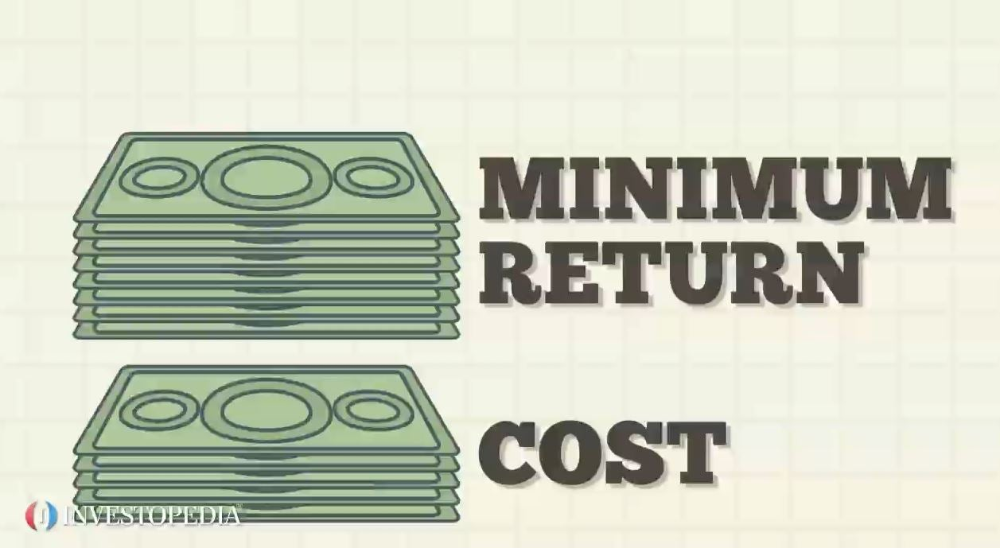 MINIMUM
RETURN
COST
INVESTOPEDIA